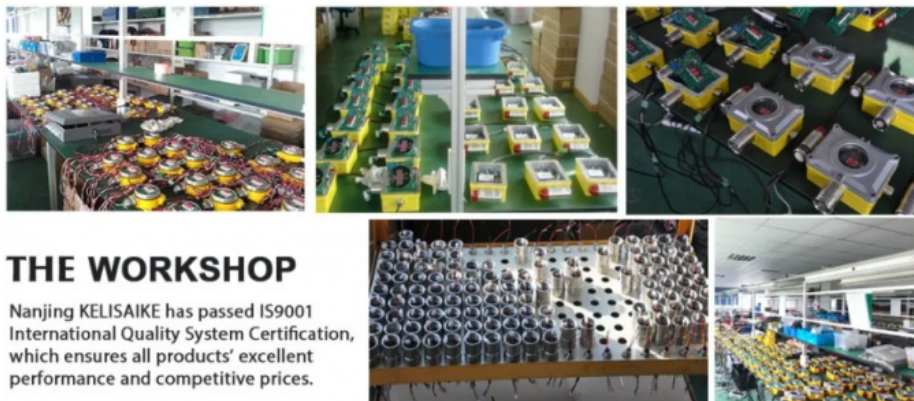 THE WORKSHOP
Nanjing KELISAIKE has passed IS9001
International Quality System Certification,
which ensures all products' excellent
performance and competitive prices.